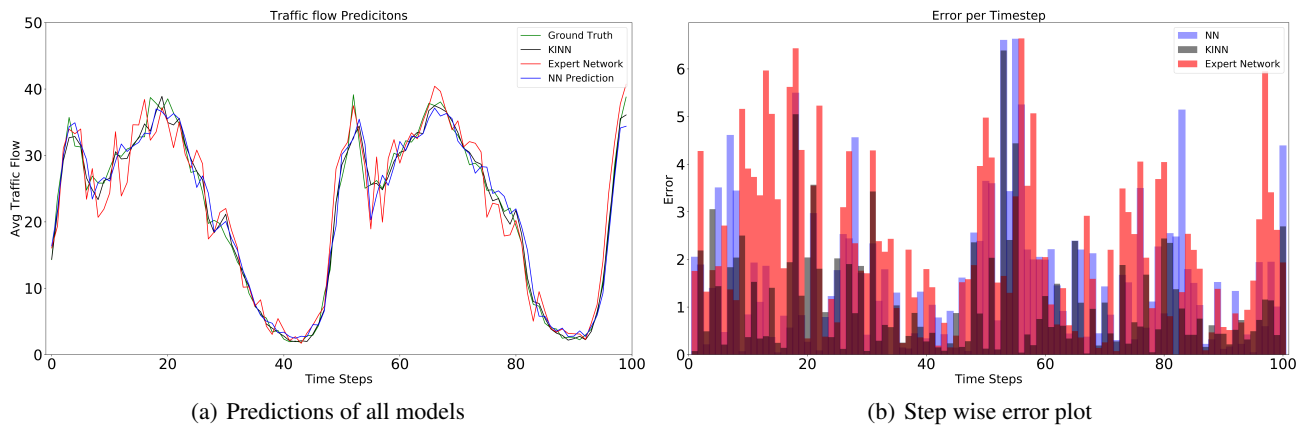 Traffic flow Predicitons
50
40
30
20
10
0
Avg Traffic Flow
Ground Truth
KINN
Expert Network
NN Prediction
0 20 40 60 80 100
Time Steps
(a) Predictions of all models
Error per Timestep
6
5
4
3
2
1
0
Error
NN
KINN
Expert Network
0 20 40 60 80 100
Time Steps
(b) Step wise error plot